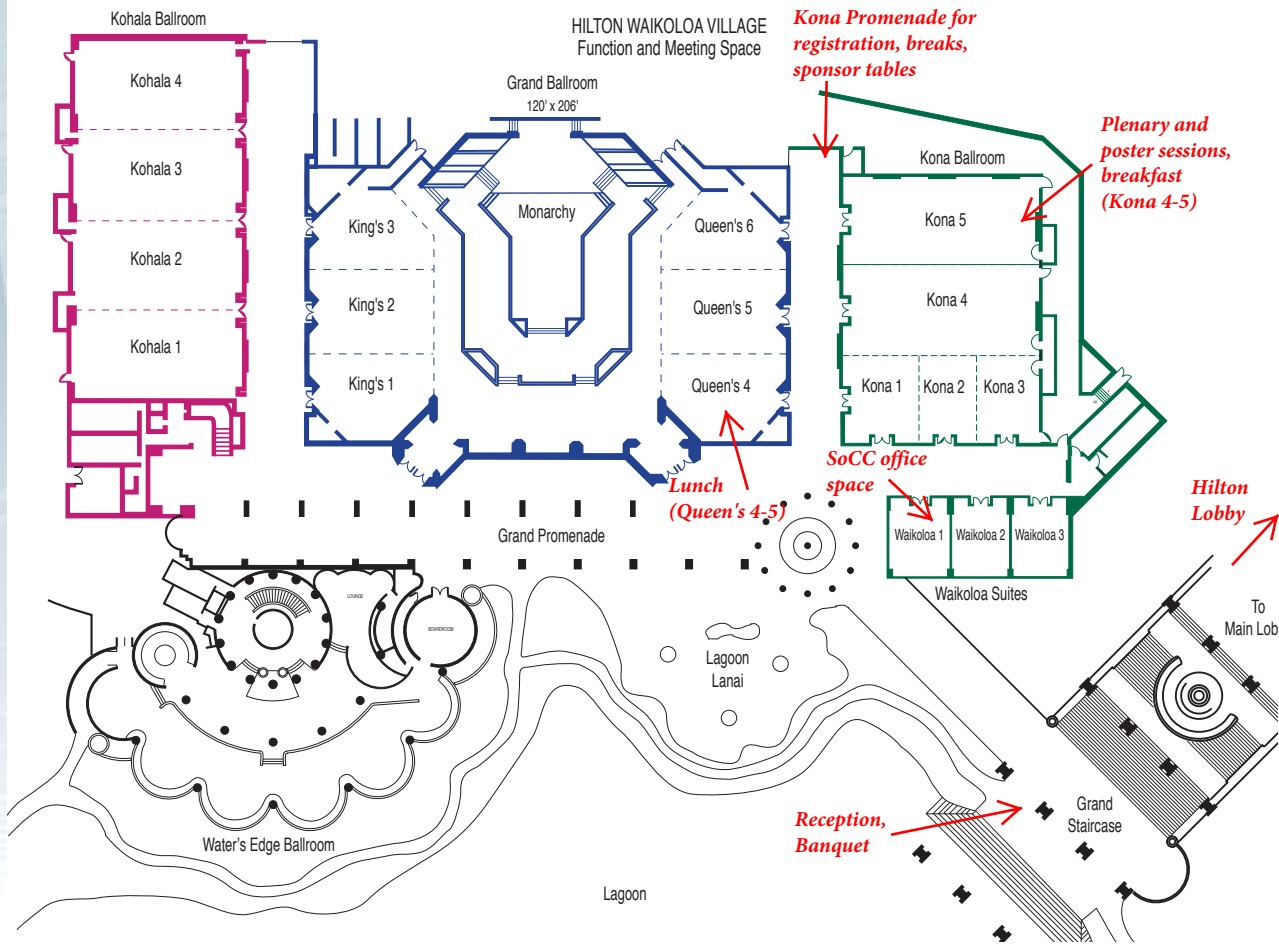 Kohala Ballroom
HILTON WAIKOLOA VILLAGE
Function and Meeting Space
Kona Promenade for
registration, breaks,
sponsor tables
Grand Ballroom
120' x 206'
Plenary and
poster sessions,
breakfast
(Kona 4-5)
Kona Ballroom
Kohala 4
Kohala 3
Kohala 2
Kohala 1
King's 3
King's 2
King's 1
Monarchy
Queen's 6
Queen's 5
Queen's 4
Kona 5
Kona 4
Kona 1
Kona 2
Kona 3
Lunch
(Queen's 4-5)
SoCC office
space
Hilton
Lobby
Grand Promenade
Waikoloa 1
Waikoloa 2
Waikoloa 3
Waikoloa Suites
LOUNGE
BOARDROOM
To
Main Lob
Lagoon
Lanai
Grand
Staircase
Reception,
Banquet
Water's Edge Ballroom
Lagoon